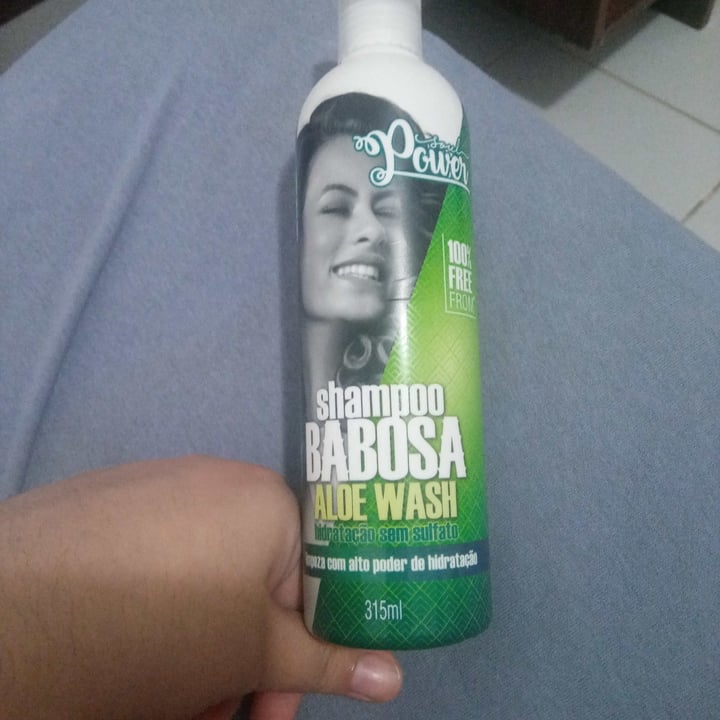 Soul
Power
100%
FREE
FROM
shampoo
BABOSA
ALOE WASH
hidratação sem sulfato
limpeza com alto poder de hidratação
315ml